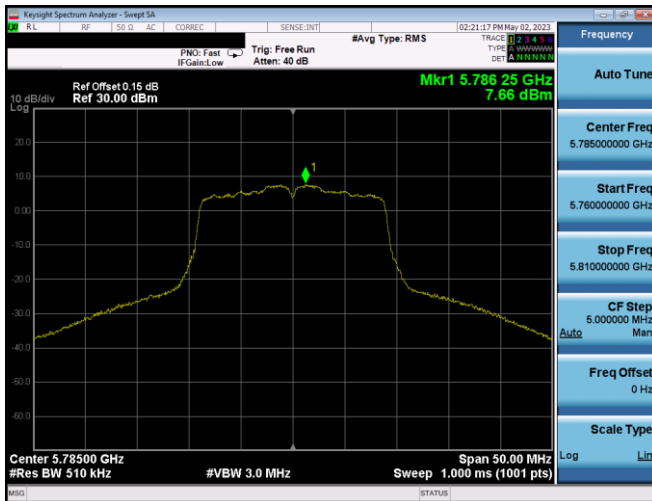 Keysight Spectrum Analyzer - Swept SA
RL RF 50 Ω AC CORREC SENSE:INT 02:21:17 PM May 02, 2023
#Avg Type: RMS
TRACE 1 2 3 4 5 6
PNO: Fast Trig: Free Run
TYPE A WWWWW
IFGain:Low Atten: 40 dB
DET A N N N N N
Mkr1 5.786 25 GHz
7.66 dBm
Ref Offset 0.15 dB
10 dB/div Ref 30.00 dBm
Log
20.0
10.0
1
0.00
-10.0
-20.0
-30.0
-40.0
-50.0
-60.0
Center 5.78500 GHz
Span 50.00 MHz
#Res BW 510 kHz
#VBW 3.0 MHz
Sweep 1.000 ms (1001 pts)
MSG
STATUS
Frequency
Auto Tune
Center Freq
5.785000000 GHz
Start Freq
5.760000000 GHz
Stop Freq
5.810000000 GHz
CF Step
5.000000 MHz
Auto Man
Freq Offset
0 Hz
Scale Type
Log Lin